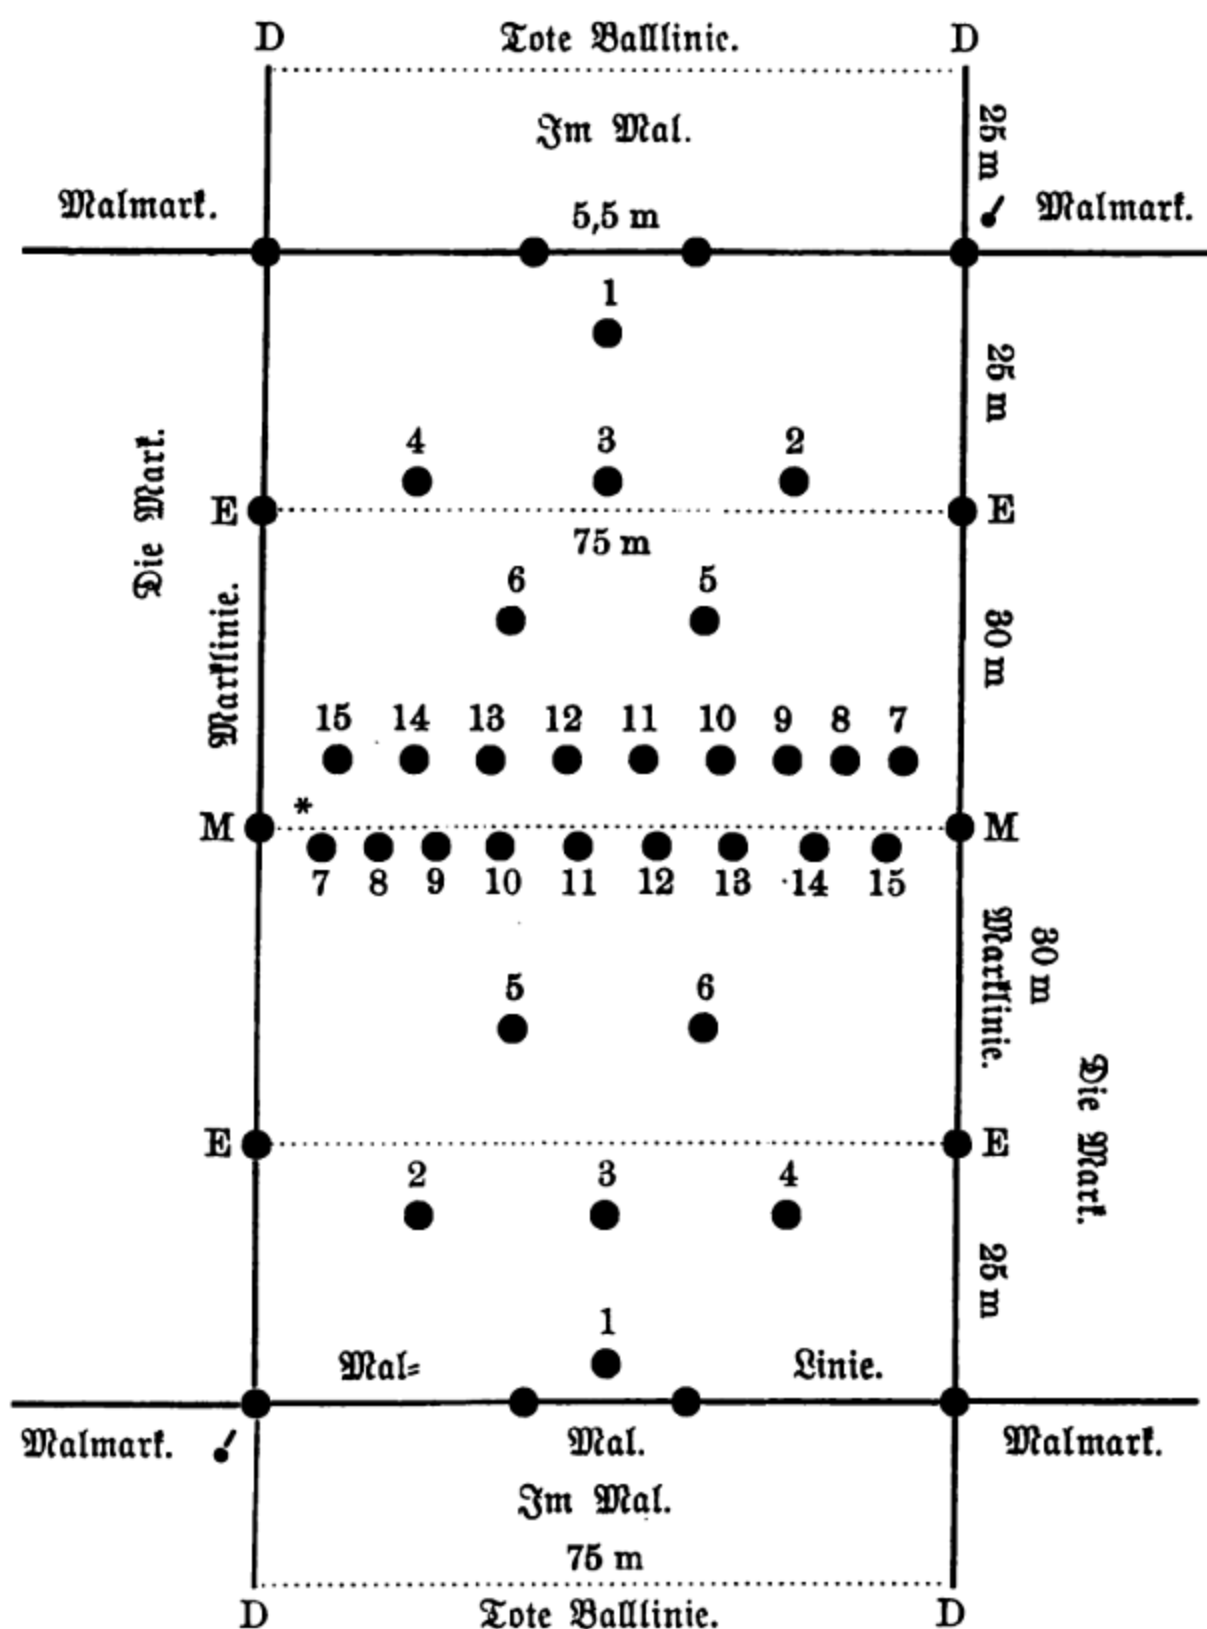 D Tote Balllinie. D
Im Mal.
25 m
Malmark. 5,5 m Malmark.
1
25 m
4 3 2
Die Mark.
E E
75 m
6 5
30 m
Marklinie.
15 14 13 12 11 10 9 8 7
*
M M
7 8 9 10 11 12 13 14 15
30 m
Marklinie.
5 6
Die Mark.
E E
2 3 4
25 m
1
Mal= Linie.
Malmark. Mal. Malmark.
Im Mal.
75 m
D Tote Balllinie. D